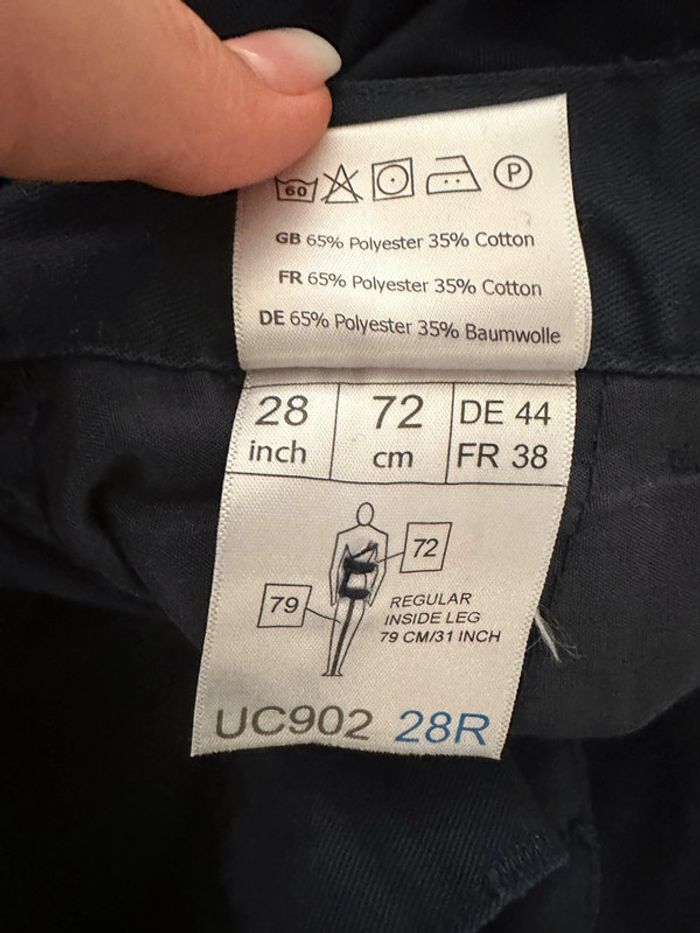 60 P
GB 65% Polyester 35% Cotton
FR 65% Polyester 35% Cotton
DE 65% Polyester 35% Baumwolle
28 inch
72 cm
DE 44
FR 38
72
79
REGULAR
INSIDE LEG
79 CM/31 INCH
UC902 28R